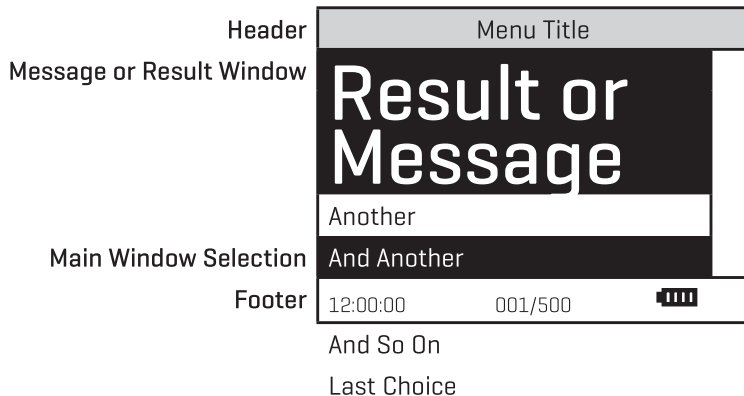 Header
Menu Title
Message or Result Window
Result or
Message
Another
Main Window Selection
And Another
Footer
12:00:00 001/500
And So On
Last Choice